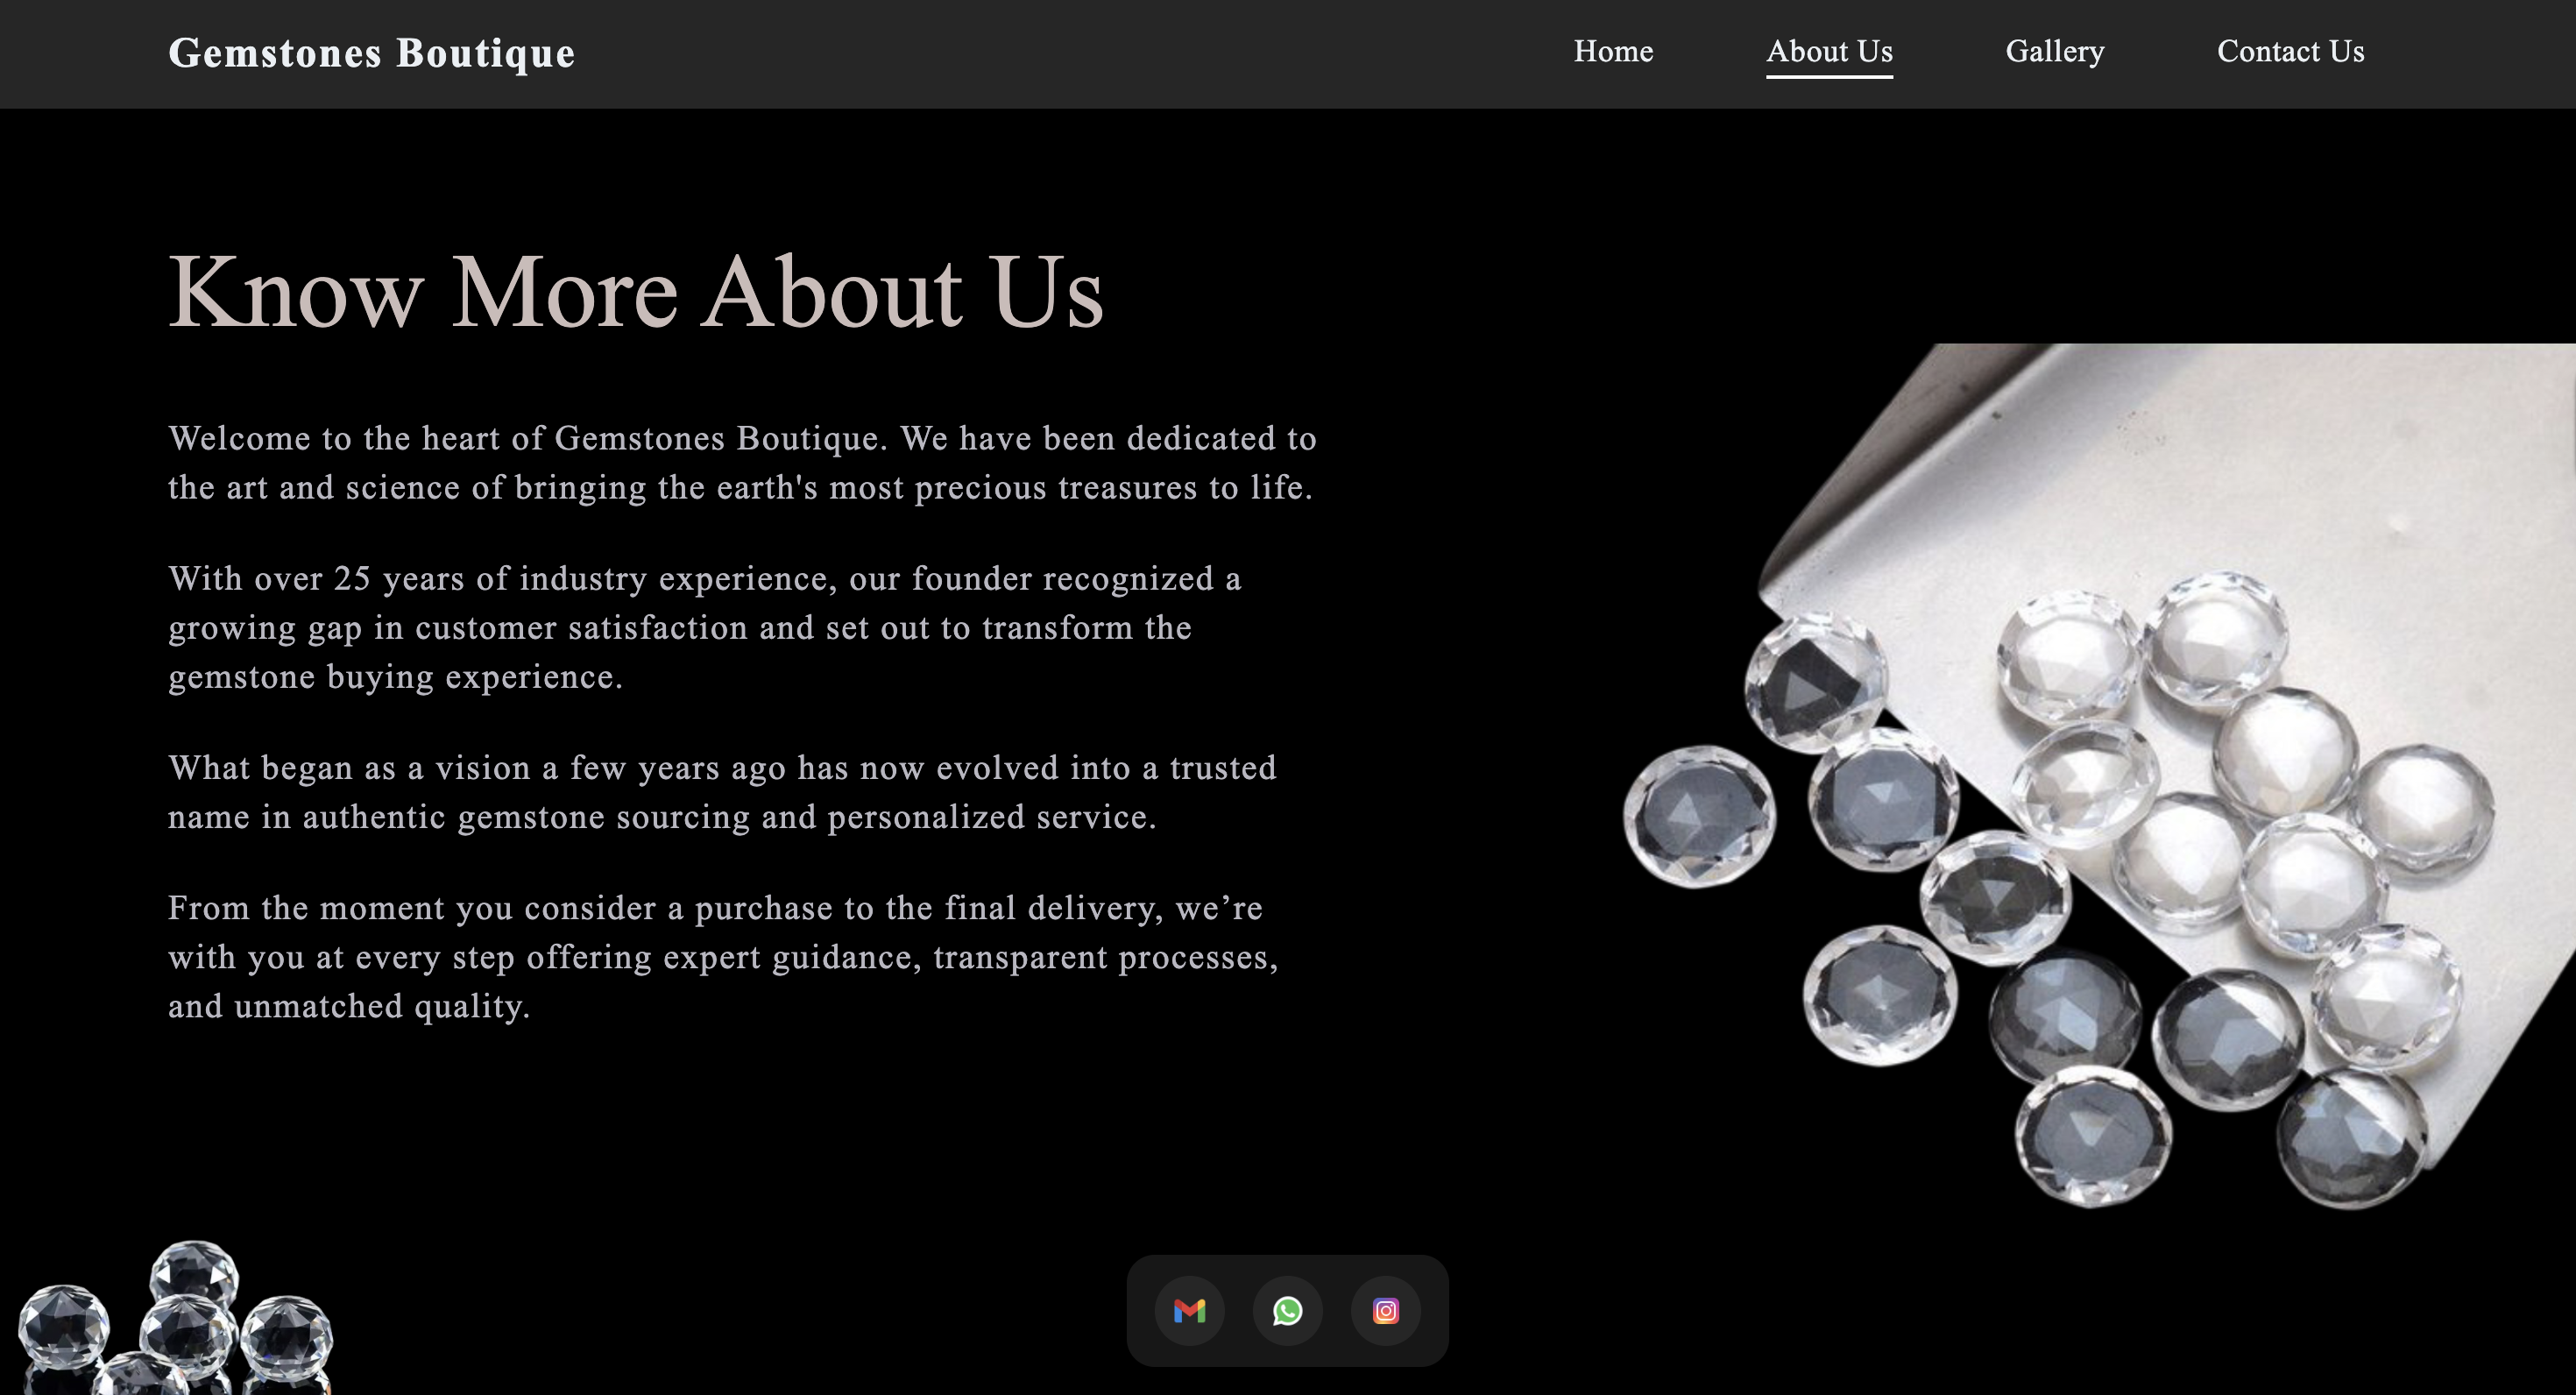 Gemstones Boutique
Home
About Us
Gallery
Contact Us
Know More About Us
Welcome to the heart of Gemstones Boutique. We have been dedicated to
the art and science of bringing the earth's most precious treasures to life.
With over 25 years of industry experience, our founder recognized a
growing gap in customer satisfaction and set out to transform the
gemstone buying experience.
What began as a vision a few years ago has now evolved into a trusted
name in authentic gemstone sourcing and personalized service.
From the moment you consider a purchase to the final delivery, we’re
with you at every step offering expert guidance, transparent processes,
and unmatched quality.